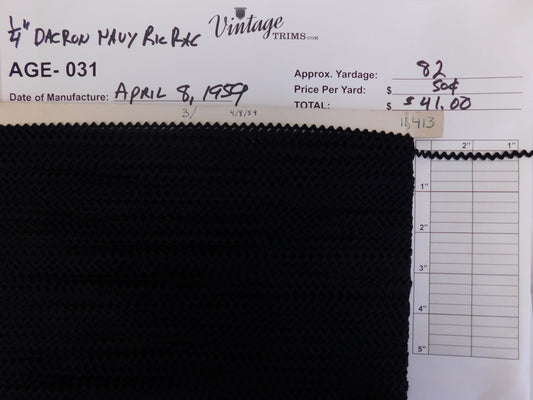 1/4" DACRON NAVY RIC RAC
Vintage
TRIMS.COM
AGE- 031
Approx. Yardage: 82
Price Per Yard: $ 50¢
Date of Manufacture: APRIL 8, 1959
TOTAL: $ $41.00
3/ 4/8/59
11,413
2" 1"
1"
2"
3"
4"
5"